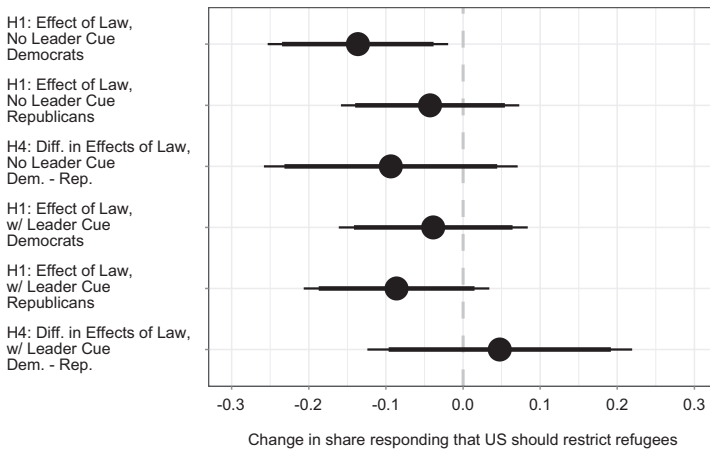 H1: Effect of Law,
No Leader Cue
Democrats
H1: Effect of Law,
No Leader Cue
Republicans
H4: Diff. in Effects of Law,
No Leader Cue
Dem. - Rep.
H1: Effect of Law,
w/ Leader Cue
Democrats
H1: Effect of Law,
w/ Leader Cue
Republicans
H4: Diff. in Effects of Law,
w/ Leader Cue
Dem. - Rep.
-0.3 -0.2 -0.1 0.0 0.1 0.2 0.3
Change in share responding that US should restrict refugees